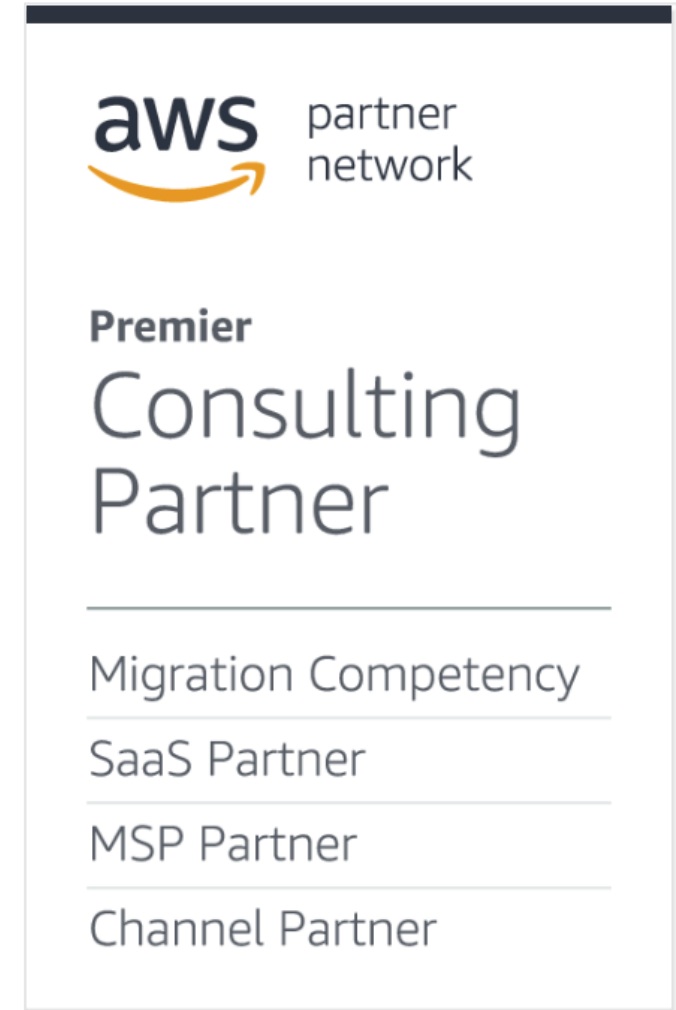 aws
partner
network
Premier
Consulting
Partner
Migration Competency
SaaS Partner
MSP Partner
Channel Partner